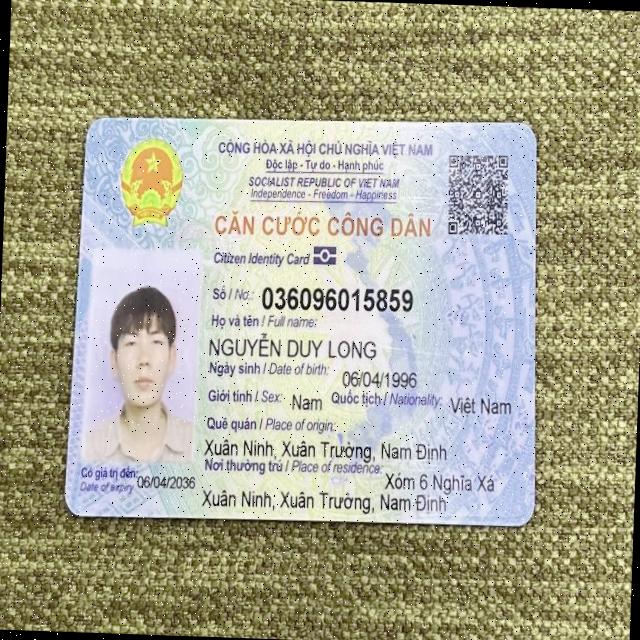 CỘNG HÒA XÃ HỘI CHỦ NGHĨA VIỆT NAM
Độc lập - Tự do - Hạnh phúc
SOCIALIST REPUBLIC OF VIET NAM
Independence - Freedom - Happiness
CĂN CƯỚC CÔNG DÂN
Citizen Identity Card
Số / No.: 036096015859
Họ và tên / Full name:
NGUYỄN DUY LONG
Ngày sinh / Date of birth: 06/04/1996
Giới tính / Sex: Nam Quốc tịch / Nationality: Việt Nam
Quê quán / Place of origin:
Xuân Ninh, Xuân Trường, Nam Định
Nơi thường trú / Place of residence: Xóm 6 Nghĩa Xá
Xuân Ninh, Xuân Trường, Nam Định
Có giá trị đến: 06/04/2036
Date of expiry